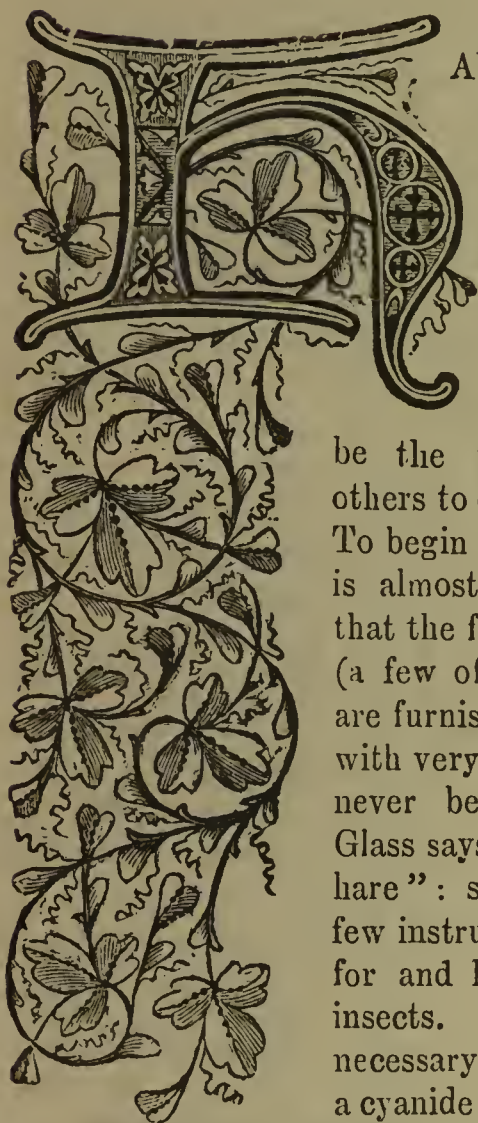 H A
be the
others to
To begin
is almost
that the f
(a few of
are furnis
with very
never be
Glass says
hare" : s
few instru
for and
insects.
necessary
a cyanide